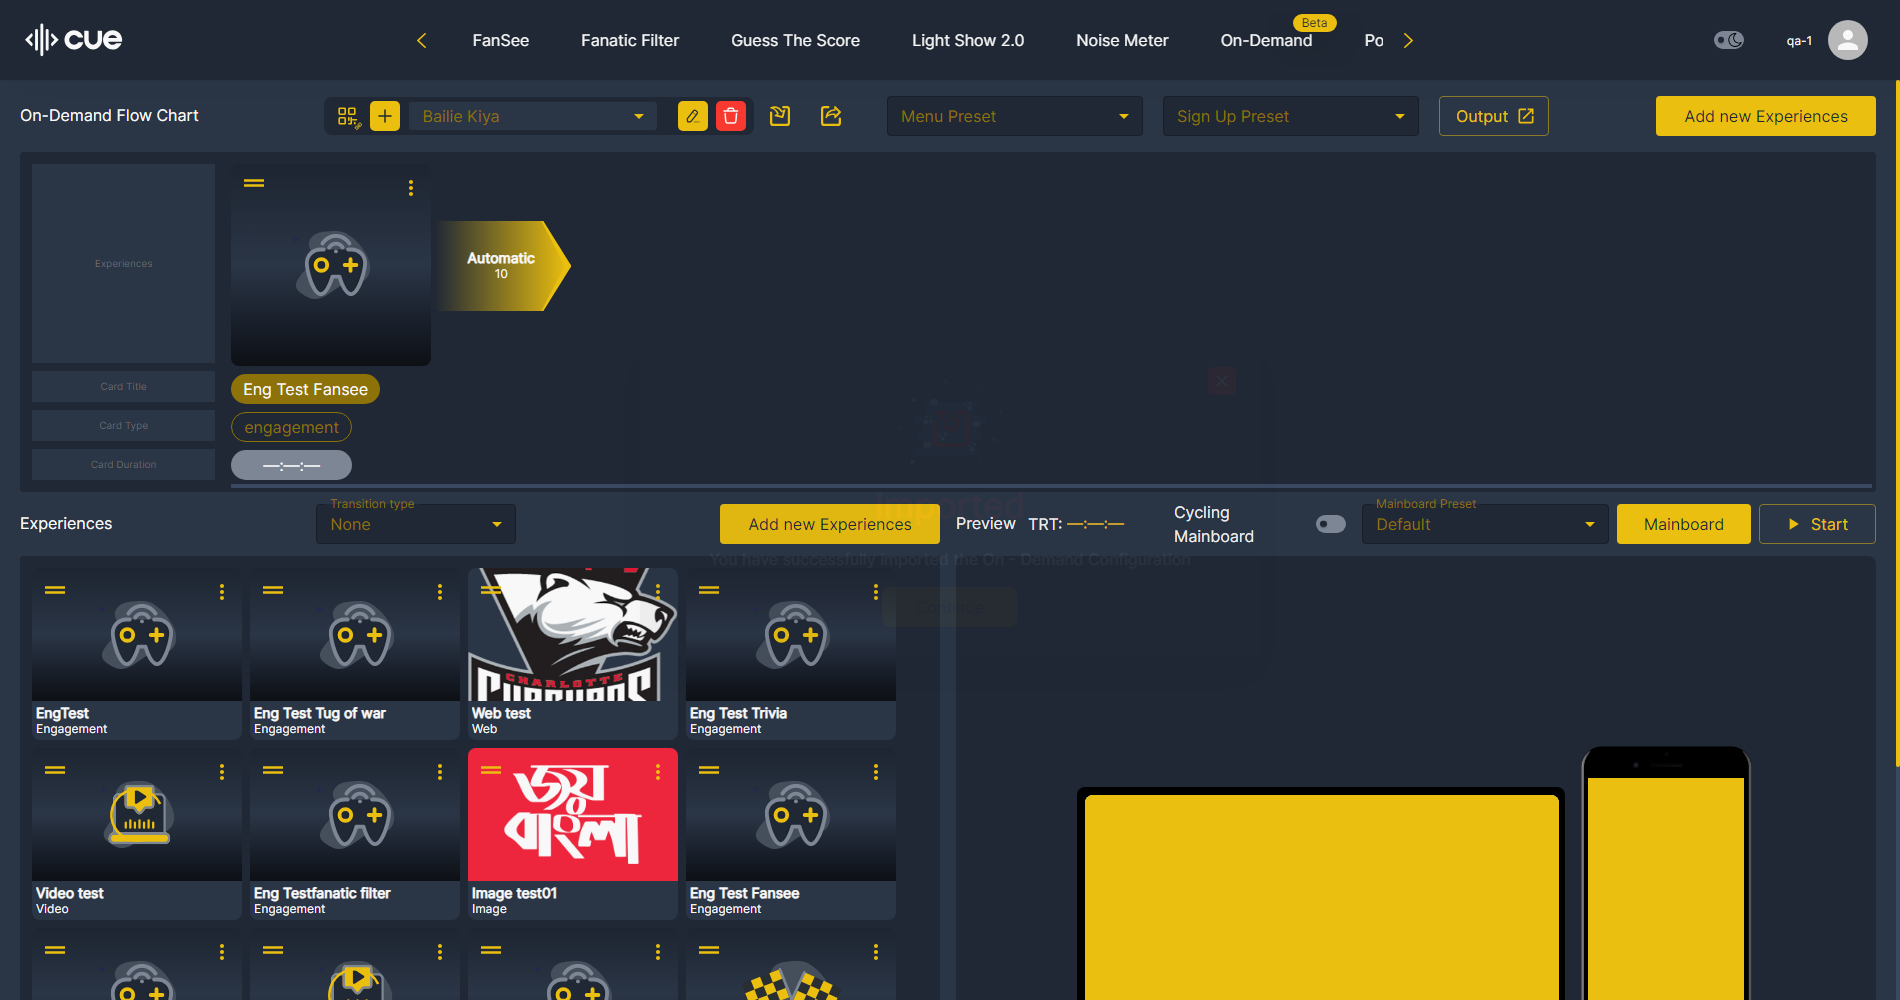 cue
FanSee
Fanatic Filter
Guess The Score
Light Show 2.0
Noise Meter
On-Demand
Beta
Po
qa-1
On-Demand Flow Chart
Bailie Kiya
Menu Preset
Sign Up Preset
Output
Add new Experiences
Experiences
Automatic
10
Card Title
Eng Test Fansee
Card Type
engagement
Card Duration
—:—:—
Imported
You have successfully imported the On - Demand Configuration
Continue
Experiences
Transition type
None
Add new Experiences
Preview
TRT: —:—:—
Cycling
Mainboard
Mainboard Preset
Default
Mainboard
Start
EngTest
Engagement
Eng Test Tug of war
Engagement
CHARLOTTE
CHECKERS
Web test
Web
Eng Test Trivia
Engagement
Video test
Video
Eng Testfanatic filter
Engagement
জয়
বাংলা
Image test01
Image
Eng Test Fansee
Engagement